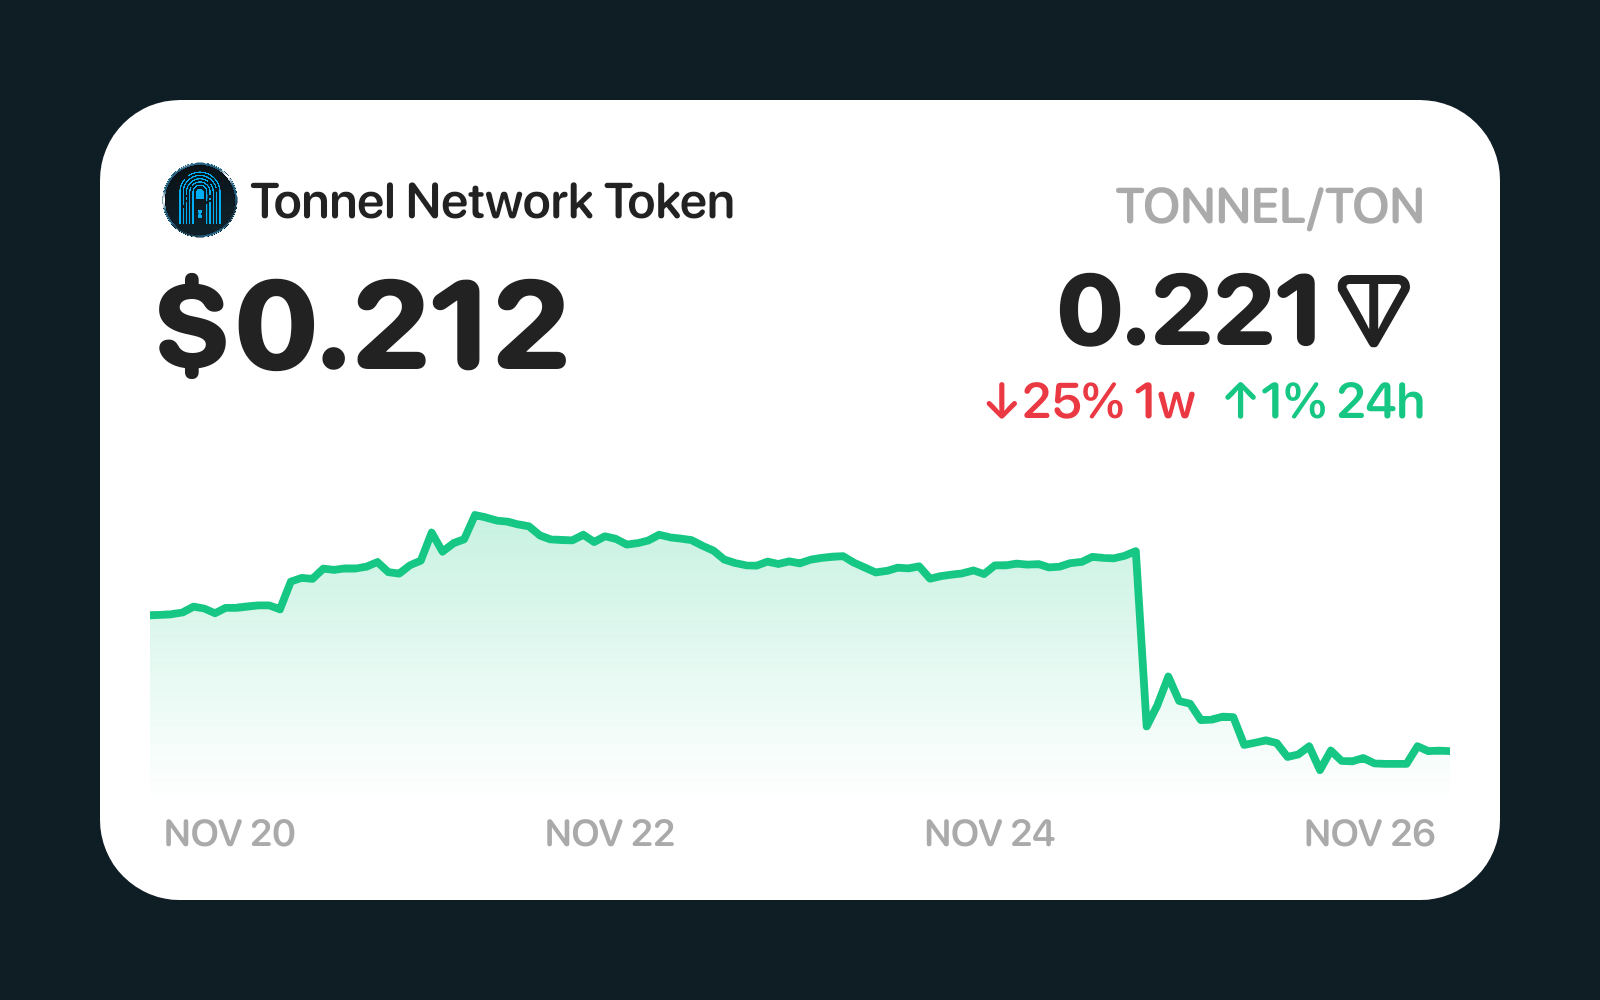 Tonnel Network Token
TONNEL/TON
$0.212
0.221
↓25% 1w ↑1% 24h
NOV 20 NOV 22 NOV 24 NOV 26